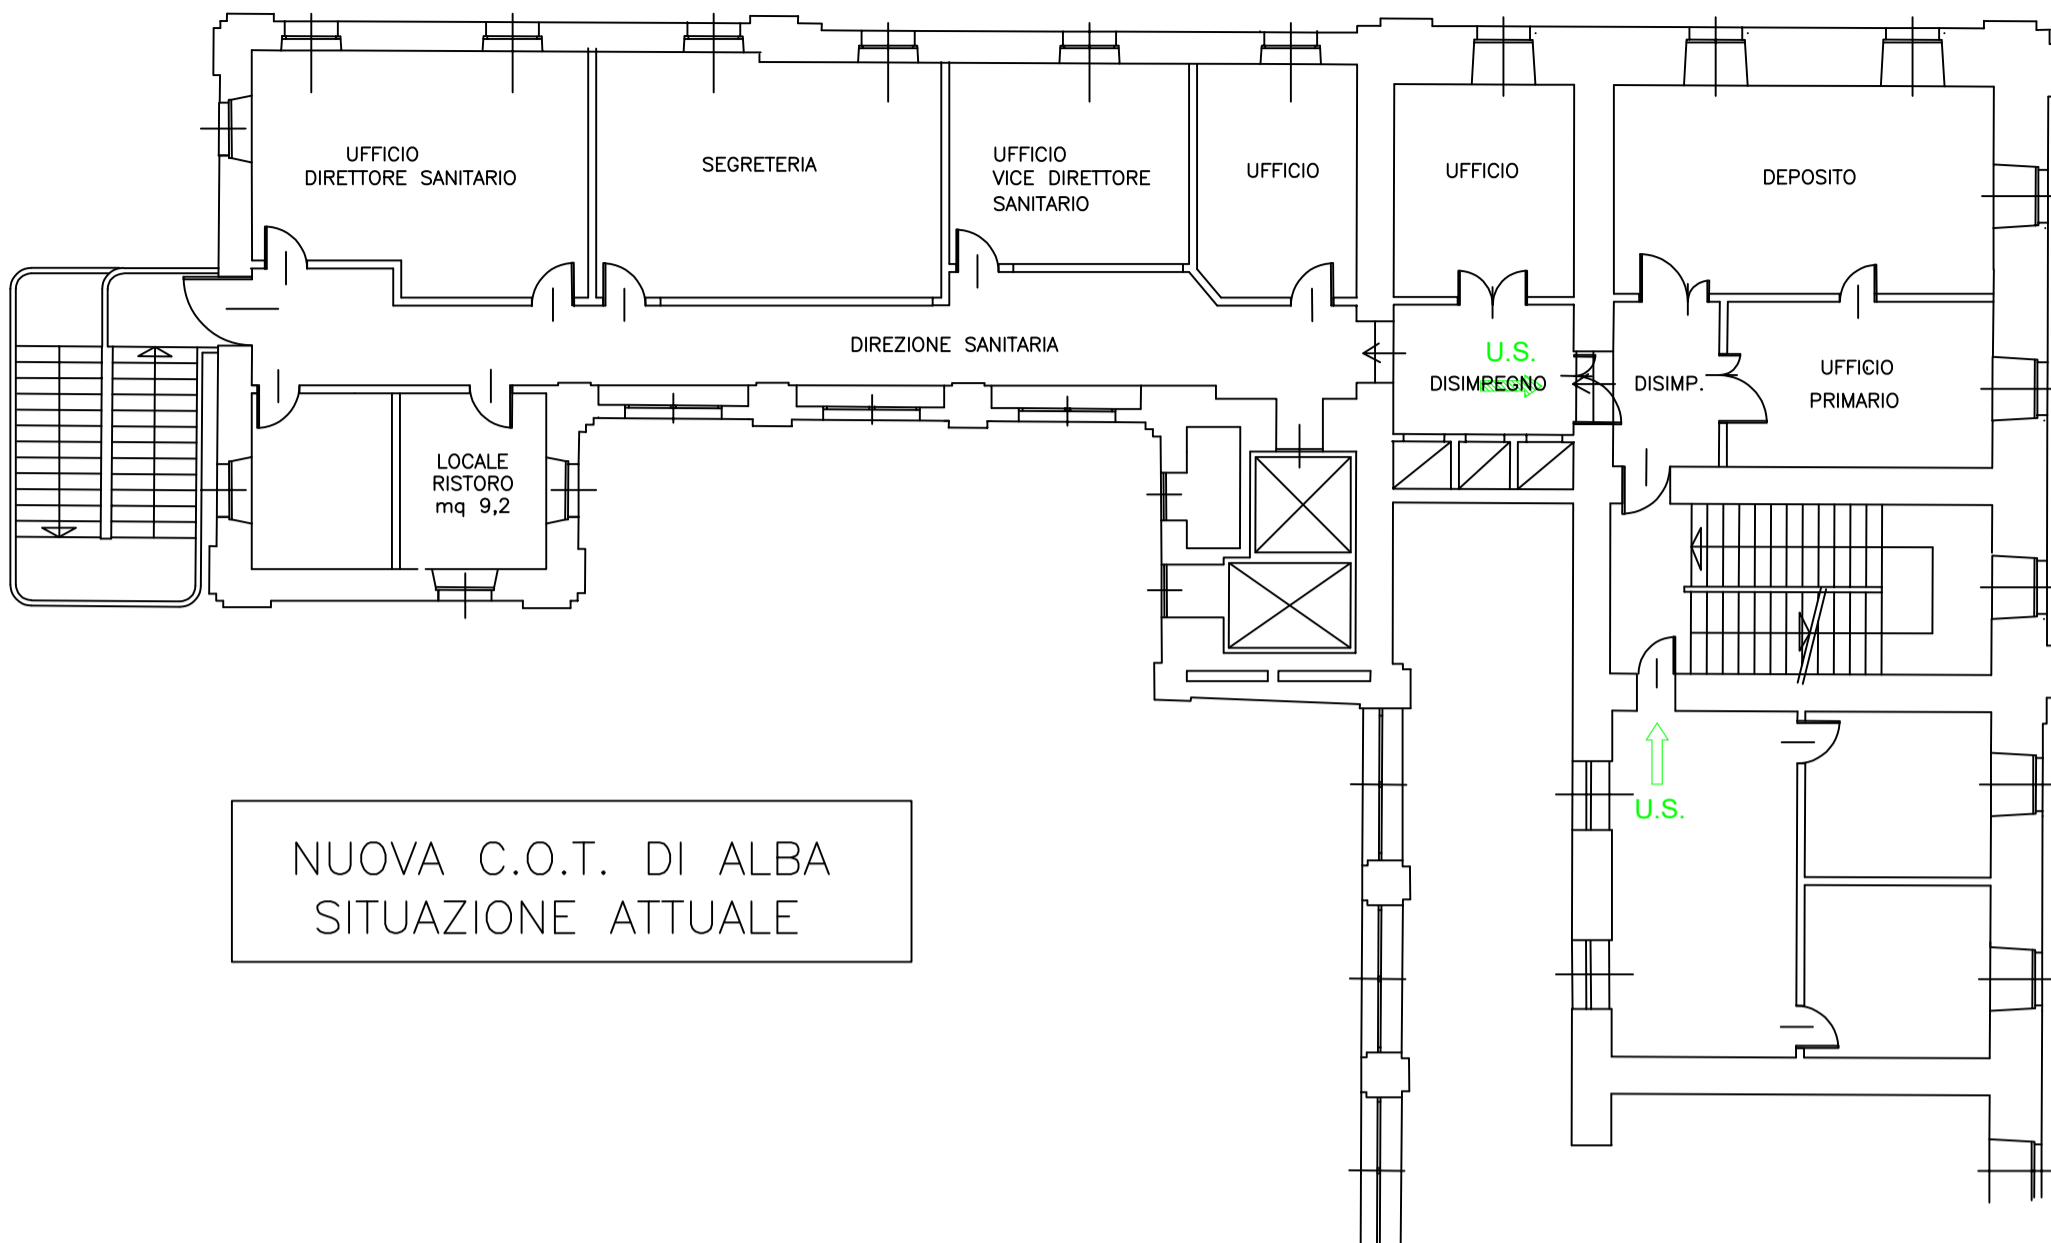 UFFICIO
DIRETTORE SANITARIO
SEGRETERIA
UFFICIO
VICE DIRETTORE
SANITARIO
UFFICIO
UFFICIO
DEPOSITO
DIREZIONE SANITARIA
U.S.
DISIMPEGNO
DISIMP.
UFFICIO
PRIMARIO
LOCALE
RISTORO
mq 9,2
U.S.
NUOVA C.O.T. DI ALBA
SITUAZIONE ATTUALE